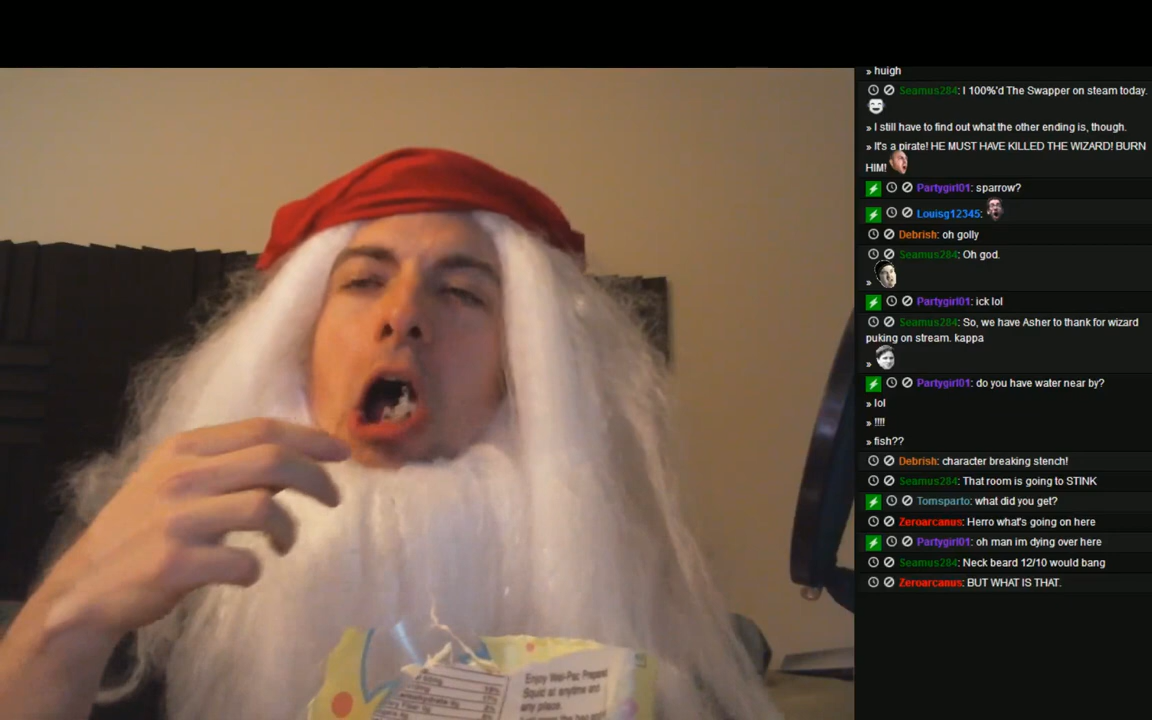 » huigh
Seamus284: I 100%'d The Swapper on steam today.
» I still have to find out what the other ending is, though.
» It's a pirate! HE MUST HAVE KILLED THE WIZARD! BURN
HIM!
Partygirl01: sparrow?
Louisg12345:
Debrish: oh golly
Seamus284: Oh god.
»
Partygirl01: ick lol
Seamus284: So, we have Asher to thank for wizard
puking on stream. kappa
»
Partygirl01: do you have water near by?
» lol
» !!!!
» fish??
Debrish: character breaking stench!
Seamus284: That room is going to STINK
Tomsparto: what did you get?
Zeroarcanus: Herro what's going on here
Partygirl01: oh man im dying over here
Seamus284: Neck beard 12/10 would bang
Zeroarcanus: BUT WHAT IS THAT.
Enjoy Prepared
Squid at anytime and
any place.